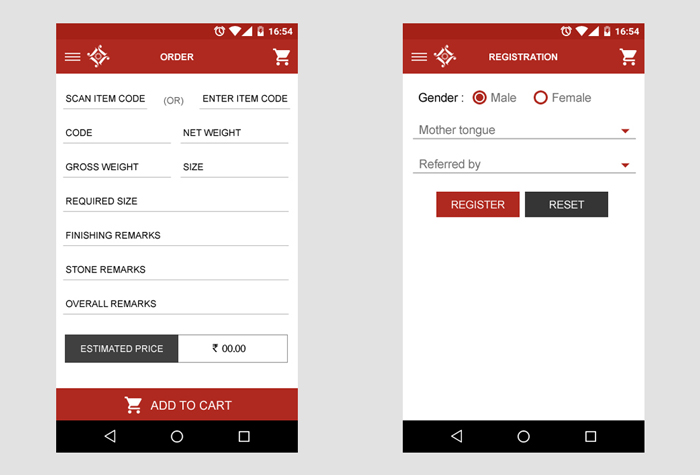 16:54
ORDER
SCAN ITEM CODE (OR) ENTER ITEM CODE
CODE NET WEIGHT
GROSS WEIGHT SIZE
REQUIRED SIZE
FINISHING REMARKS
STONE REMARKS
OVERALL REMARKS
ESTIMATED PRICE ₹ 00.00
ADD TO CART
16:54
REGISTRATION
Gender : Male Female
Mother tongue
Referred by
REGISTER RESET